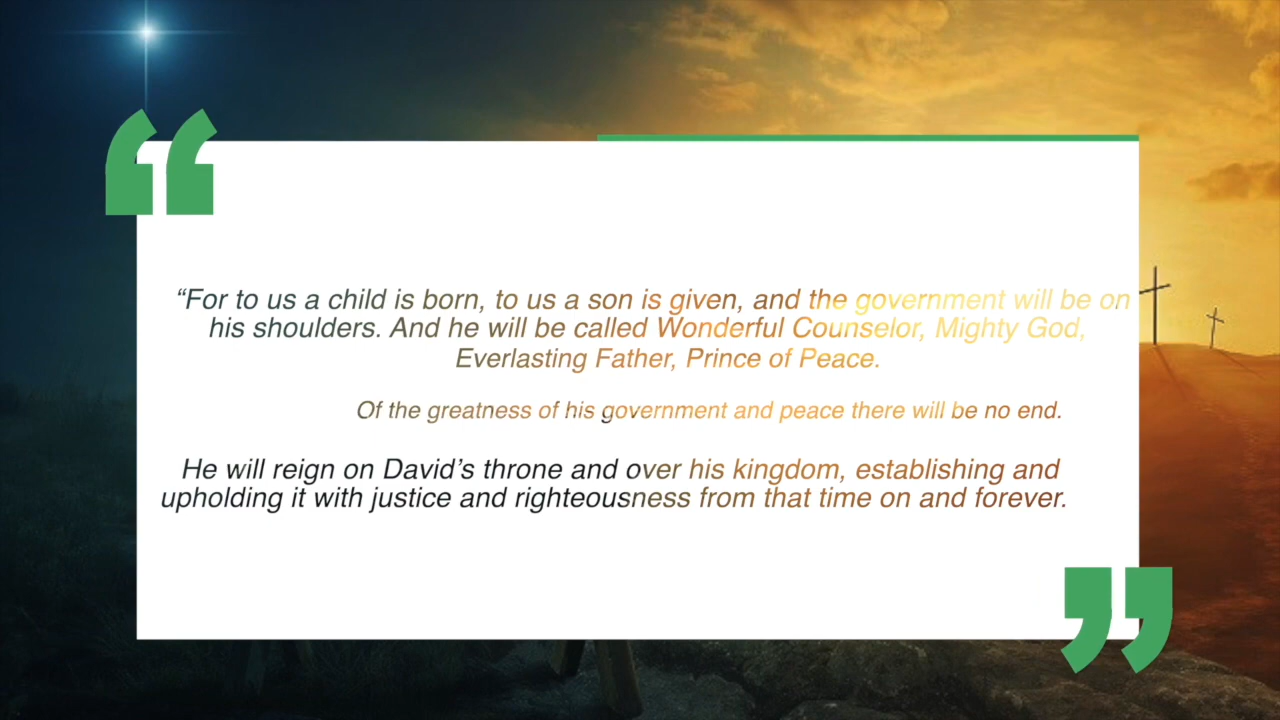 “For to us a child is born, to us a son is given, and the government will be on
his shoulders. And he will be called Wonderful Counselor, Mighty God,
Everlasting Father, Prince of Peace.
Of the greatness of his government and peace there will be no end.
He will reign on David’s throne and over his kingdom, establishing and
upholding it with justice and righteousness from that time on and forever.